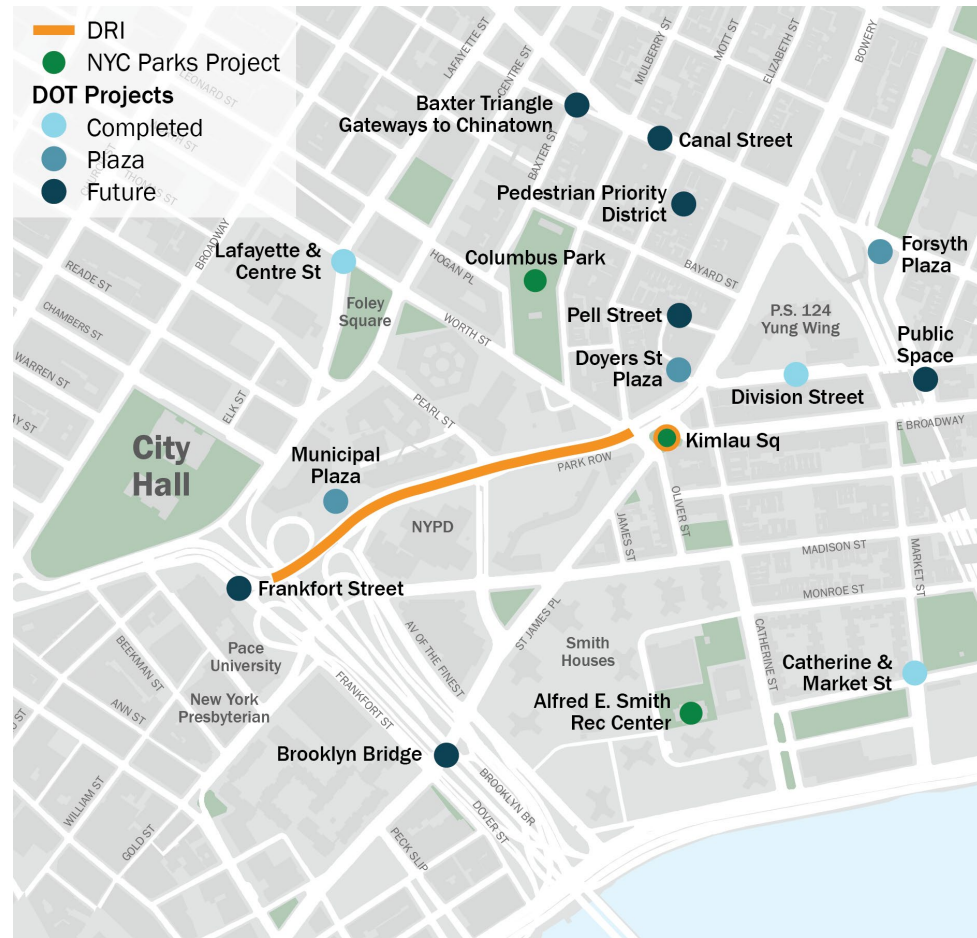 DRI
NYC Parks Project
DOT Projects
Completed
Plaza
Future
LEONARD ST
THOMAS ST
LAFAYETTE ST
CENTRE ST
MULBERRY ST
MOTT ST
ELIZABETH ST
BOWERY
Baxter Triangle
Gateways to Chinatown
BAXTER ST
Canal Street
Pedestrian Priority
District
BROADWAY
Lafayette &
Centre St
HOGAN PL
Columbus Park
BAYARD ST
Forsyth
Plaza
READE ST
CHAMBERS ST
WARREN ST
AY ST
Foley
Square
WORTH ST
Pell Street
P.S. 124
Yung Wing
Public
Space
Doyers St
Plaza
Division Street
ELK ST
PEARL ST
E BROADWAY
City
Hall
Municipal
Plaza
PARK ROW
Kimlau Sq
NYPD
JAMES ST
OLIVER ST
MADISON ST
MARKET ST
MONROE ST
Frankfort Street
ST JAMES PL
AV OF THE FINEST
Smith
Houses
CATHERINE ST
BEEKMAN ST
Pace
University
New York
Presbyterian
FRANKFORT ST
Catherine &
Market St
ANN ST
Alfred E. Smith
Rec Center
Brooklyn Bridge
BROOKLYN BR
DOVER ST
WILLIAM ST
GOLD ST
PECK SLIP